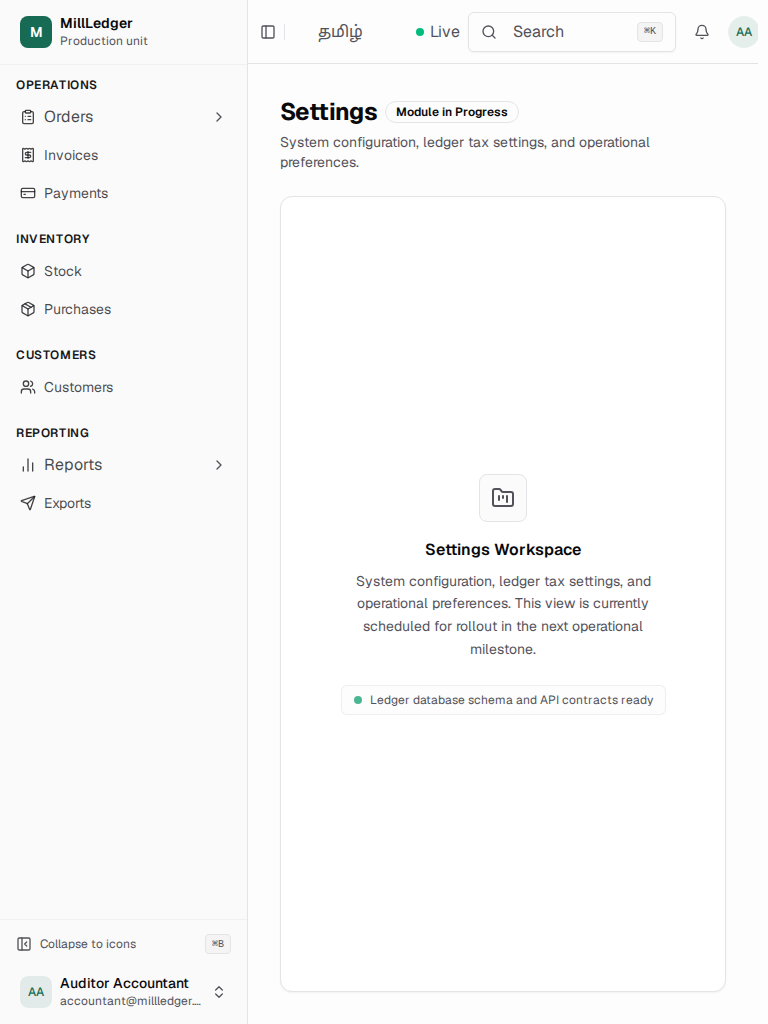 M
MillLedger
Production unit
OPERATIONS
Orders
Invoices
Payments
INVENTORY
Stock
Purchases
CUSTOMERS
Customers
REPORTING
Reports
Exports
Collapse to icons ⌘B
AA
Auditor Accountant
accountant@millledger....
தமிழ்
Live
Search ⌘K
AA
Settings
Module in Progress
System configuration, ledger tax settings, and operational
preferences.
Settings Workspace
System configuration, ledger tax settings, and
operational preferences. This view is currently
scheduled for rollout in the next operational
milestone.
Ledger database schema and API contracts ready